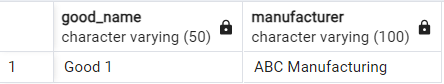 good_name manufacturer
character varying (50) character varying (100)
1 Good 1 ABC Manufacturing